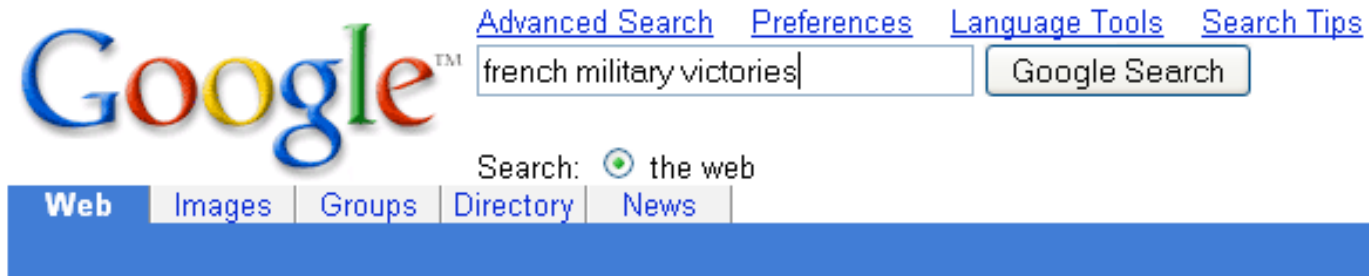 Advanced Search Preferences Language Tools Search Tips
Google™ french military victories Google Search
Search: the web
Web Images Groups Directory News